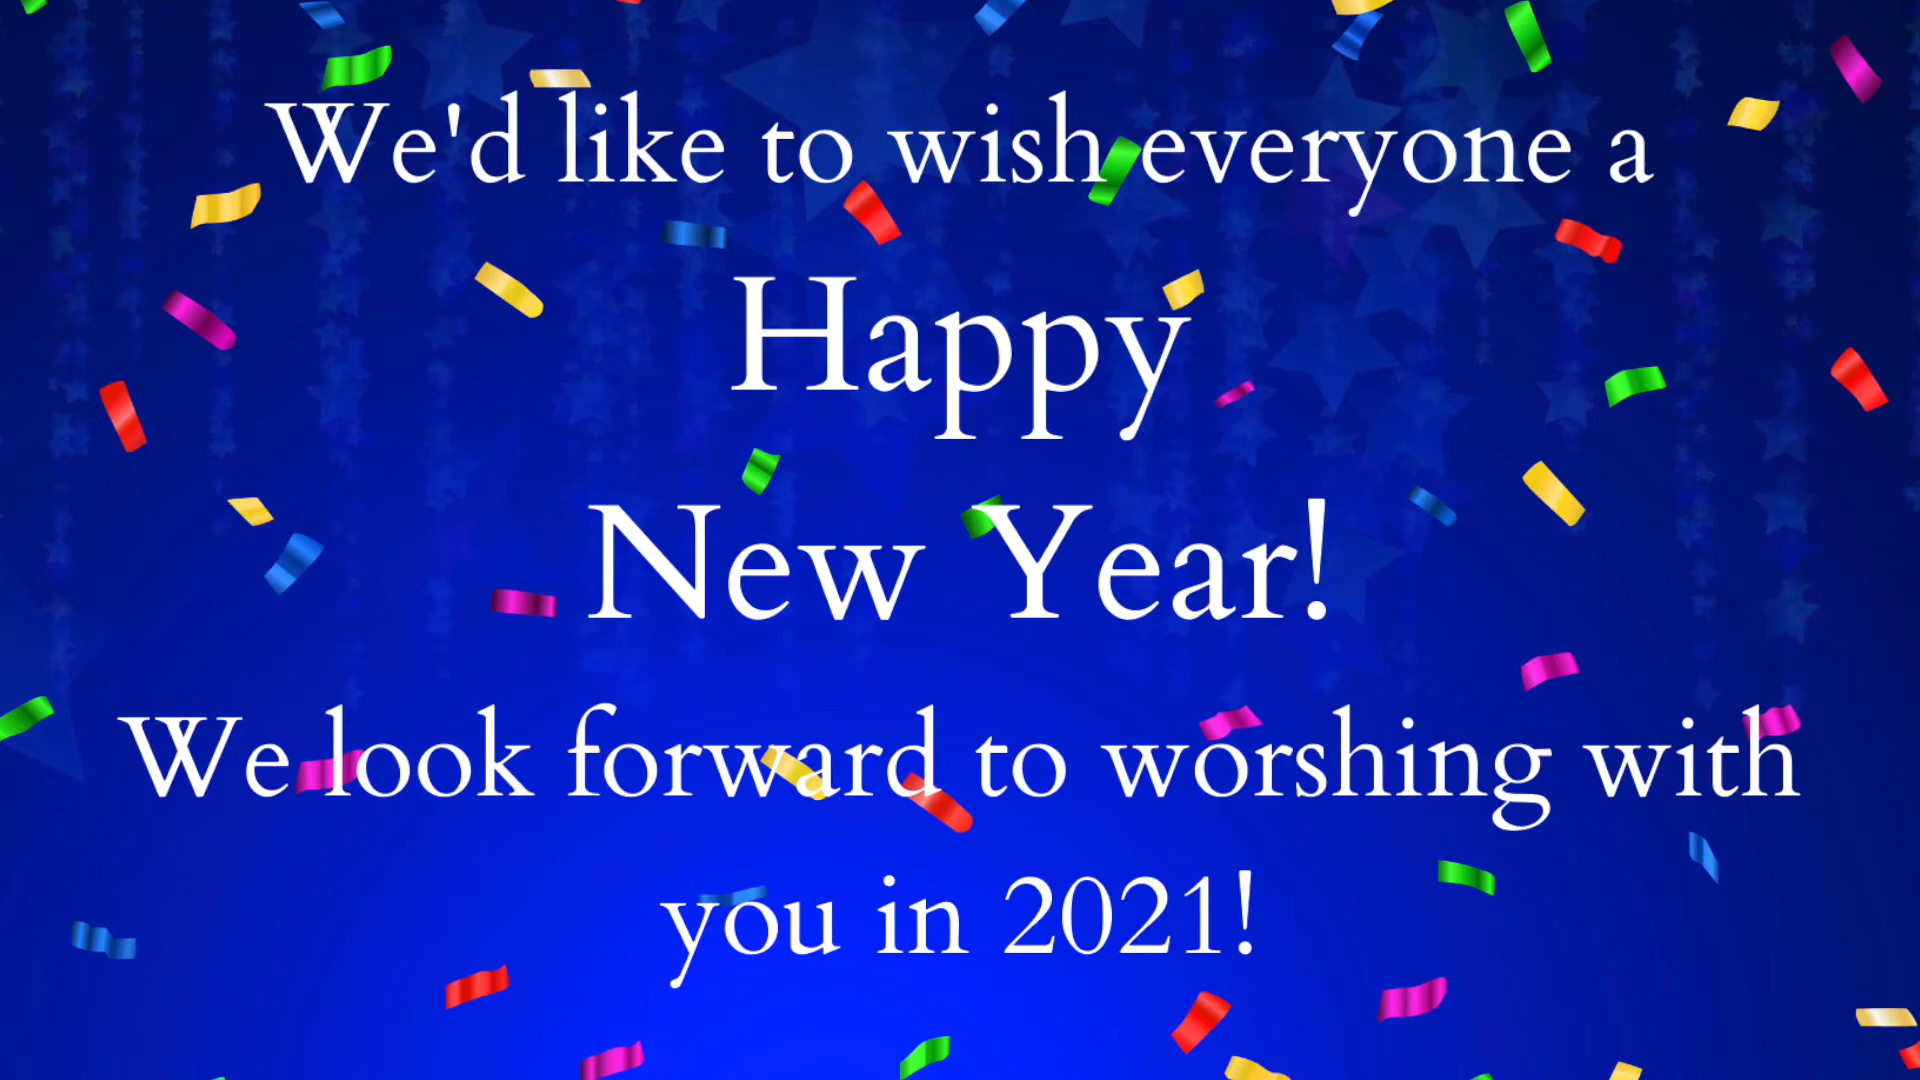 We'd like to wish everyone a
Happy
New Year!
We look forward to worshing with
you in 2021!